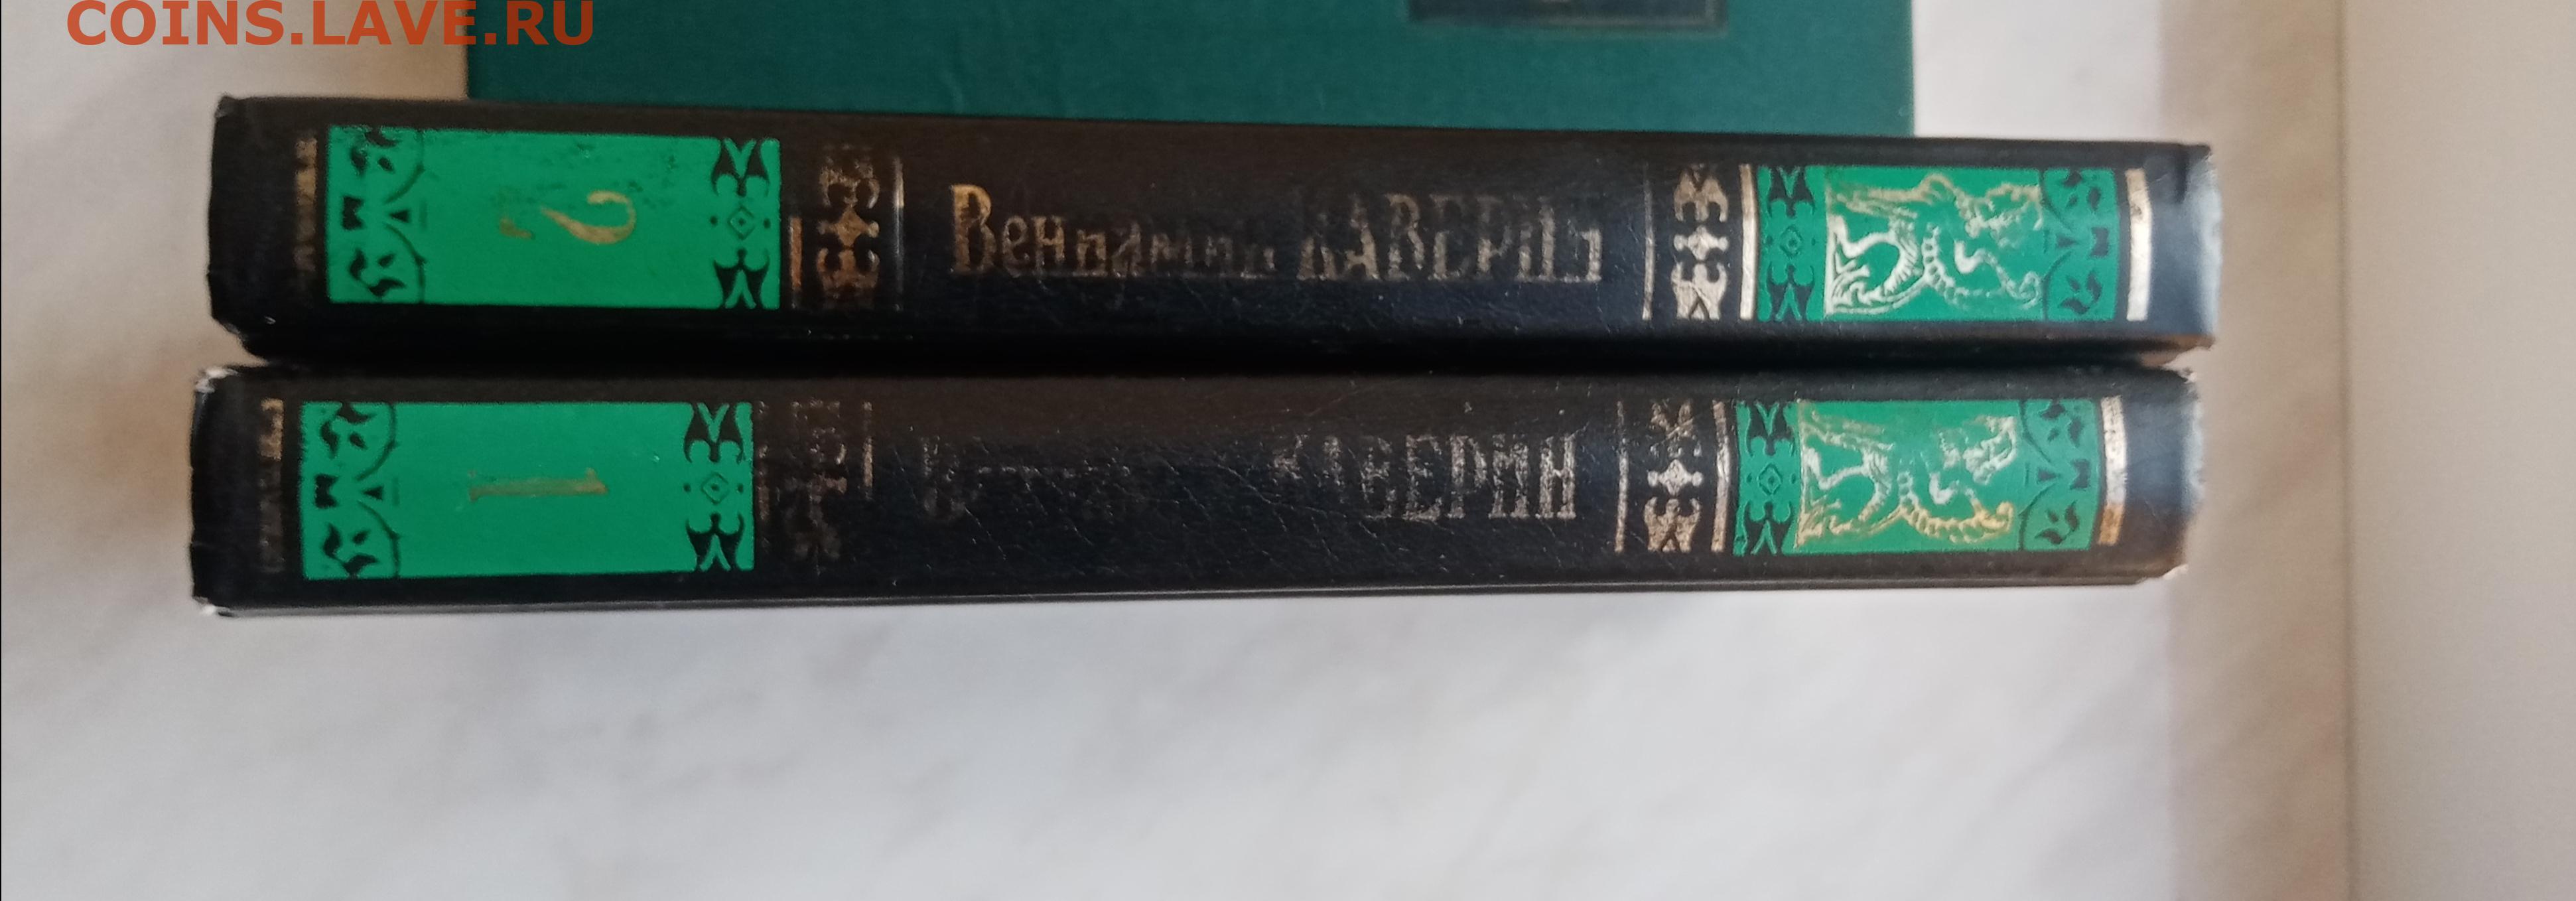 COINS.LAVE.RU
2
Вениамин КАВЕРИН
1
КАВЕРИН